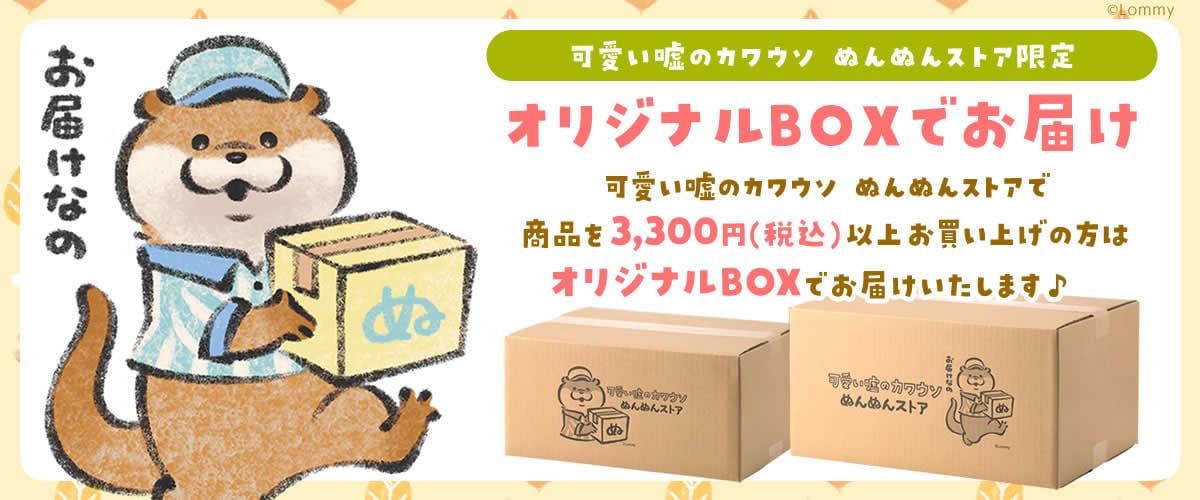 ©Lommy
お届けなの
ぬ
可愛い嘘のカワウソ ぬんぬんストア限定
オリジナルBOXでお届け
可愛い嘘のカワウソ ぬんぬんストアで
商品を3,300円(税込)以上お買い上げの方は
オリジナルBOXでお届けいたします♪
可愛い嘘のカワウソ
ぬんぬんストア
ぬ
©Lommy
可愛い嘘のカワウソ
ぬんぬんストア
お届けなの
ぬ
©Lommy